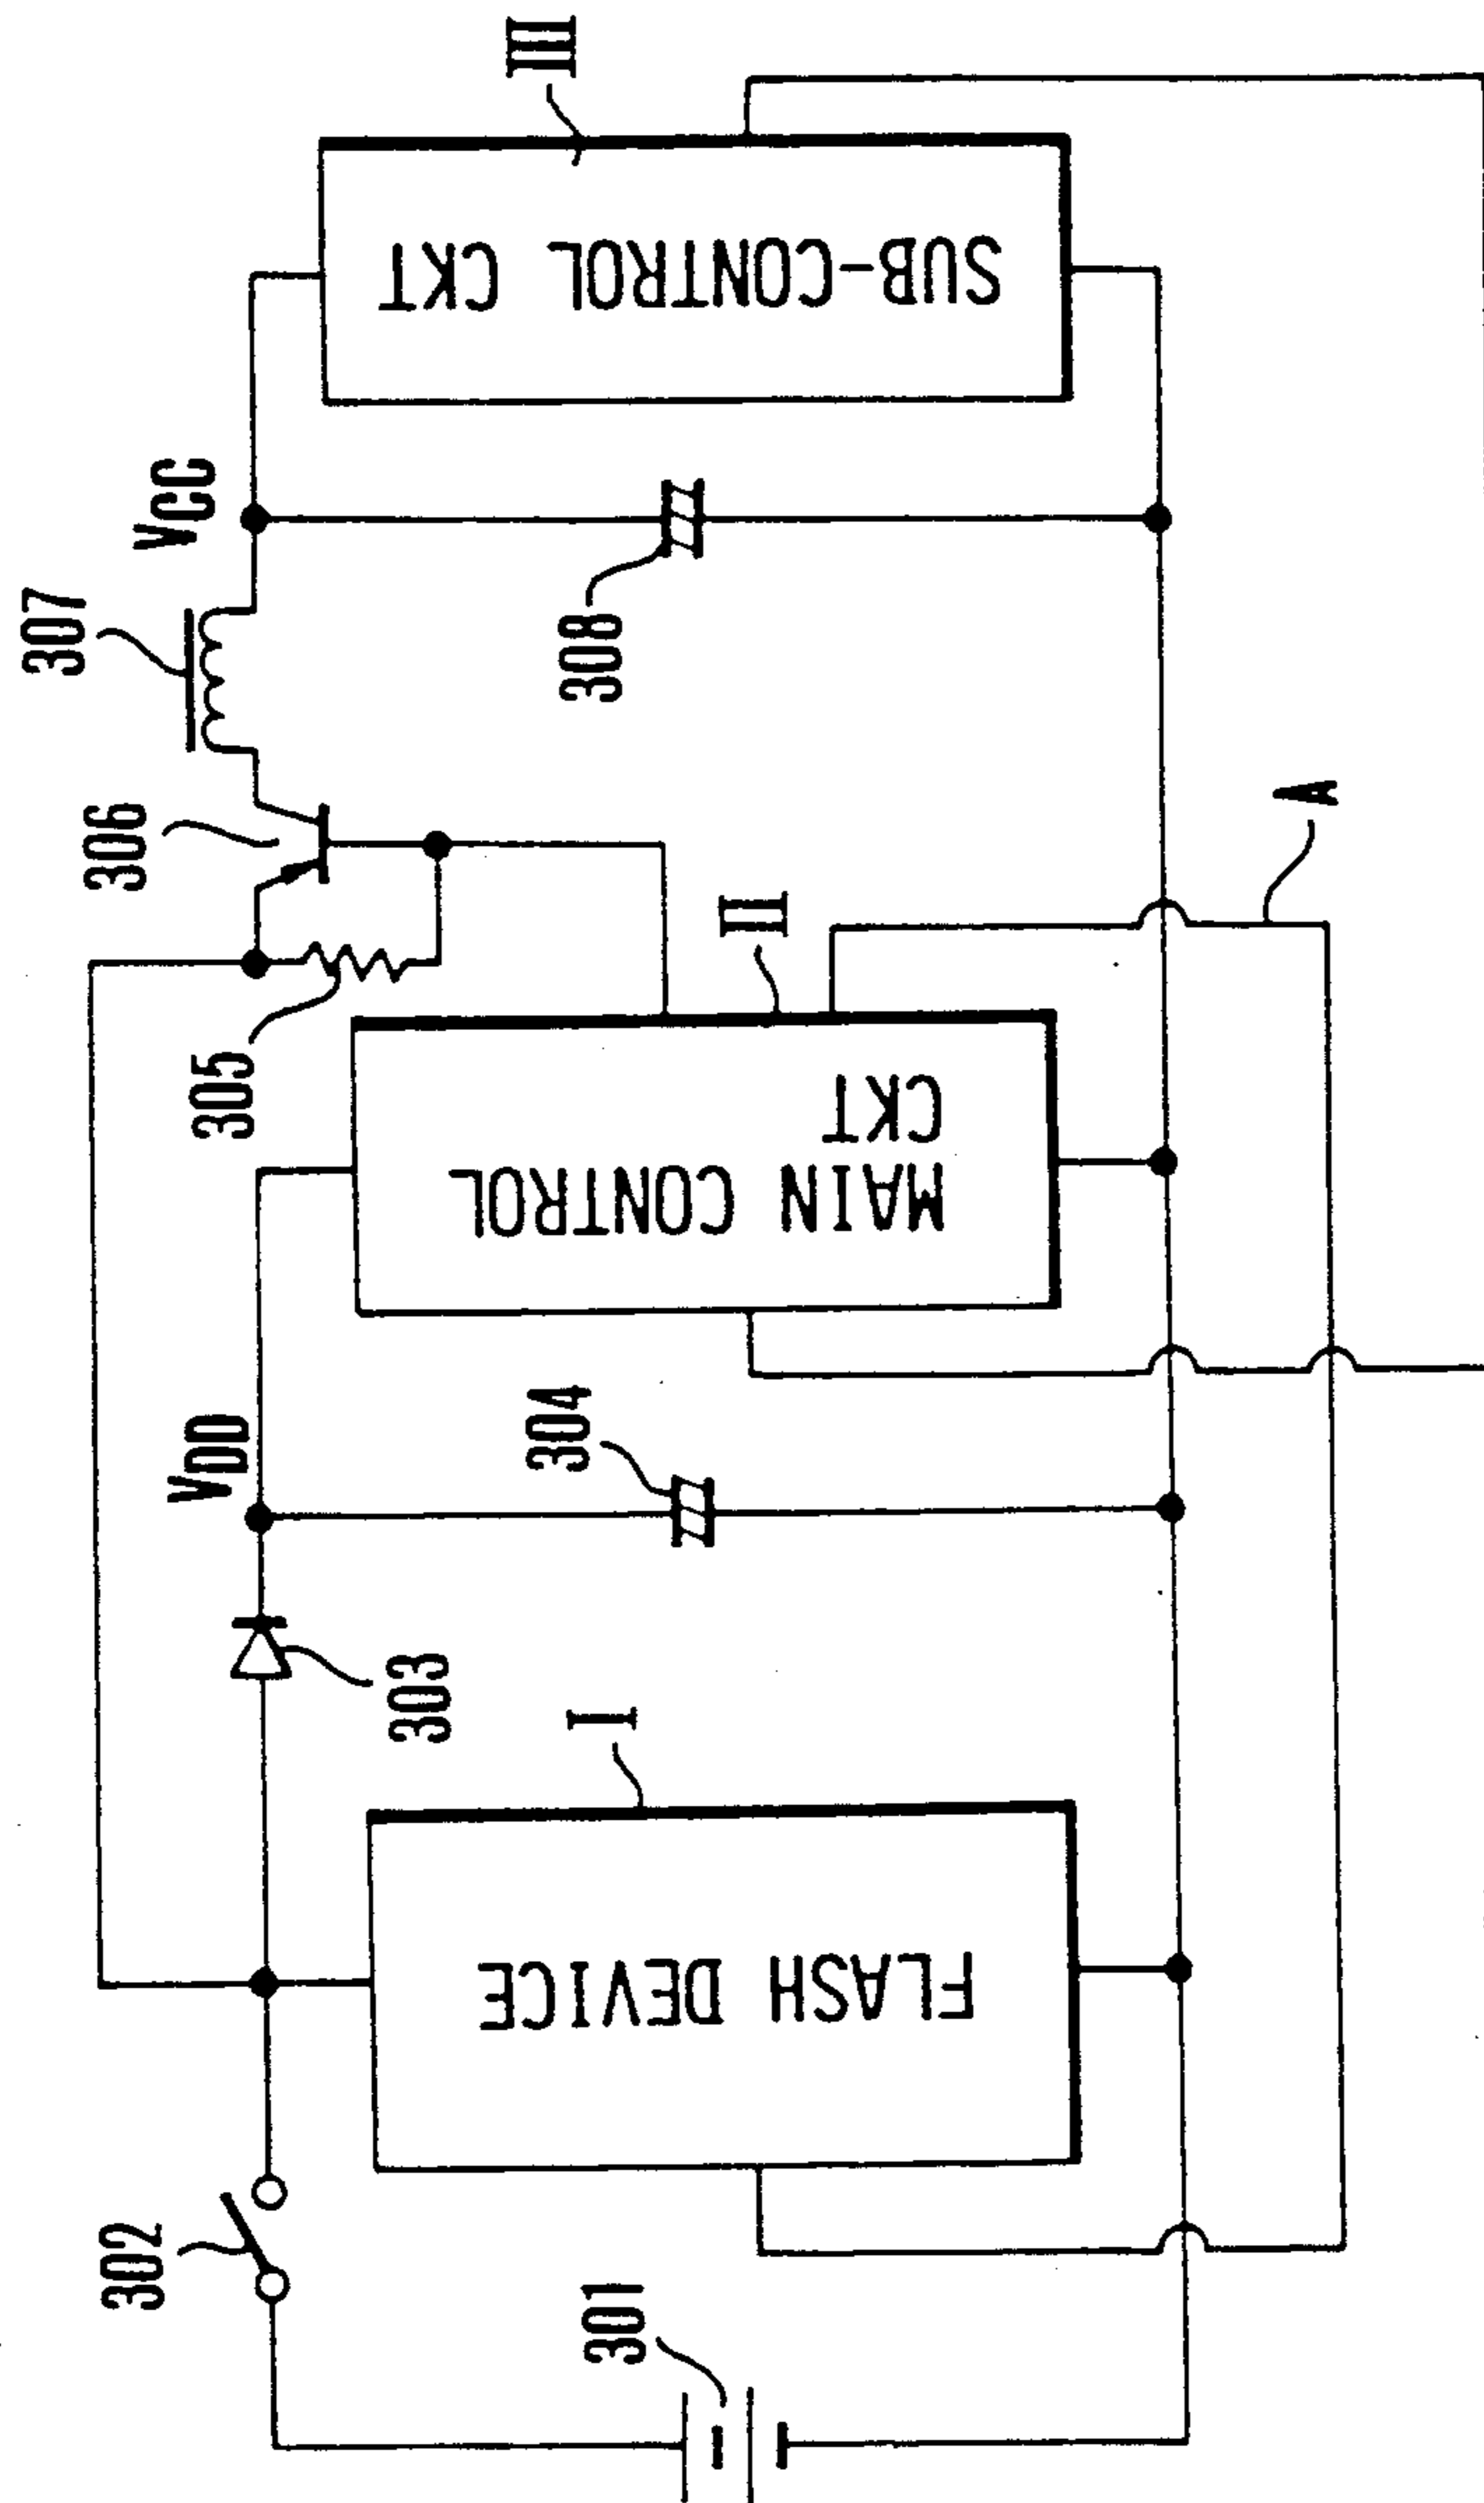 III
SUB-CONTROL CKT
VCC
307
308
306
A
II
305
MAIN CONTROL
CKT
304
VDD
303
I
FLASH DEVICE
302
301